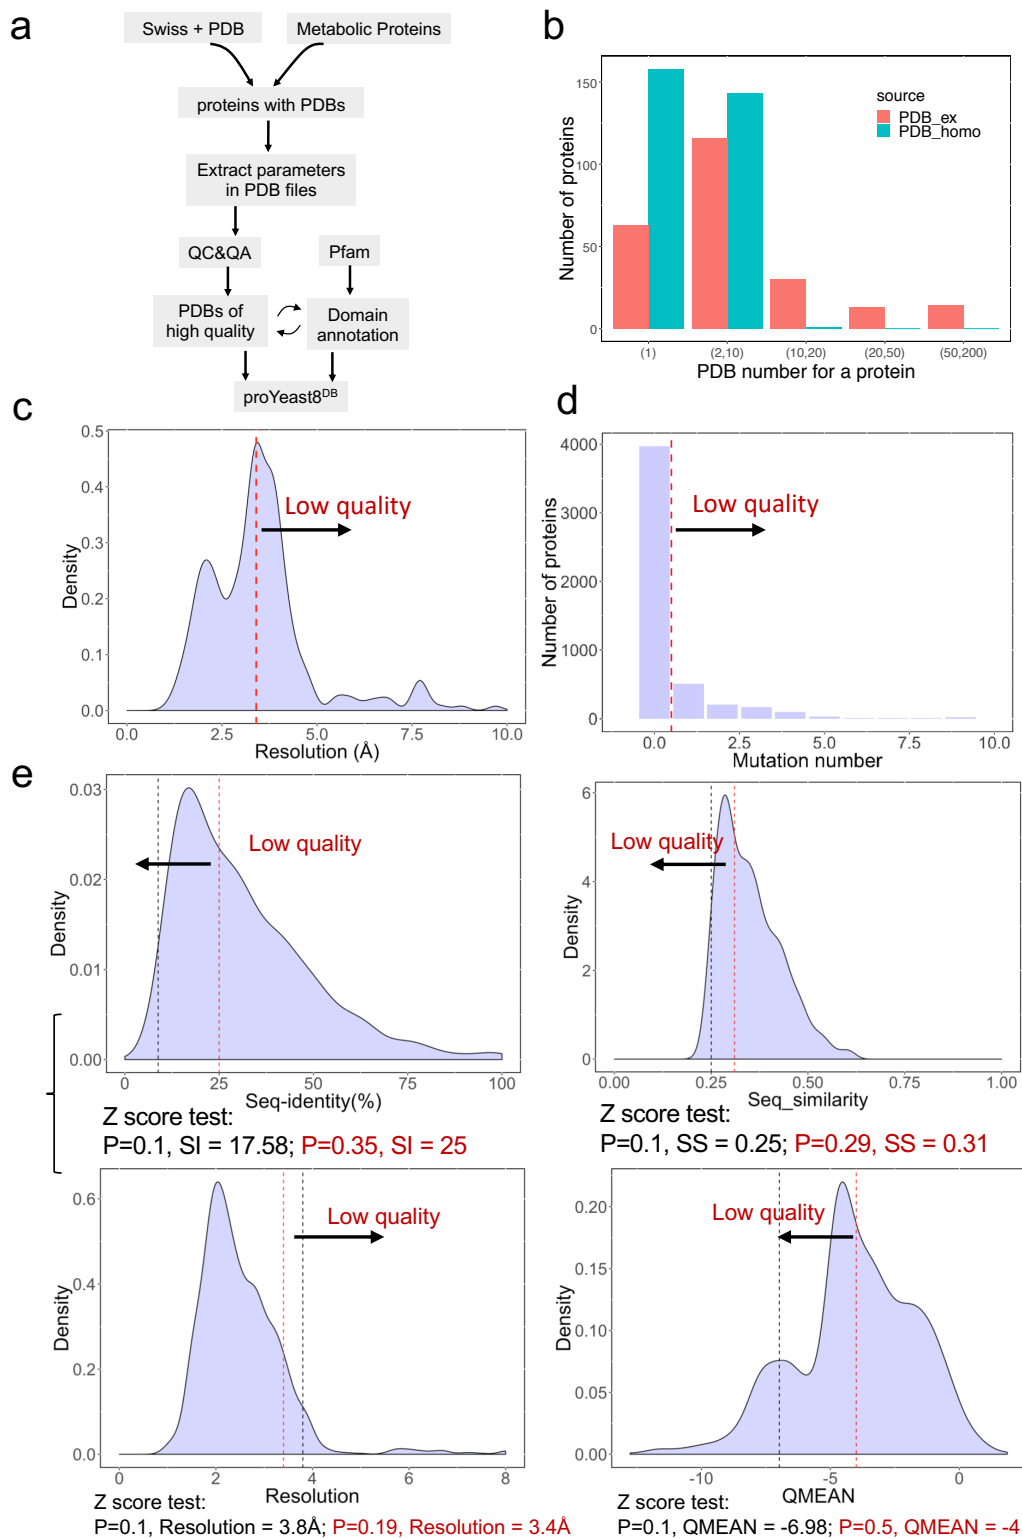 a
Swiss + PDB
Metabolic Proteins
proteins with PDBs
Extract parameters
in PDB files
QC&QA
Pfam
PDBs of
high quality
Domain
annotation
proYeast8DB
b
Number of proteins
150
100
50
0
source
PDB_ex
PDB_homo
(1)
(2,10)
(10,20)
(20,50)
(50,200)
PDB number for a protein
c
Density
0.5
0.4
0.3
0.2
0.1
0.0
Low quality
0.0
2.5
5.0
7.5
10.0
Resolution (Å)
d
Number of proteins
4000
3000
2000
1000
0
Low quality
0.0
2.5
5.0
7.5
10.0
Mutation number
e
Density
0.03
0.02
0.01
0.00
Low quality
0
25
50
75
100
Seq-identity(%)
Z score test:
P=0.1, SI = 17.58; P=0.35, SI = 25
Density
6
4
2
0
Low quality
0.00
0.25
0.50
0.75
1.00
Seq_similarity
Z score test:
P=0.1, SS = 0.25; P=0.29, SS = 0.31
Density
0.6
0.4
0.2
0.0
Low quality
0
2
4
6
8
Resolution
Z score test:
P=0.1, Resolution = 3.8Å; P=0.19, Resolution = 3.4Å
Density
0.20
0.15
0.10
0.05
0.00
Low quality
-10
-5
0
QMEAN
Z score test:
P=0.1, QMEAN = -6.98; P=0.5, QMEAN = -4